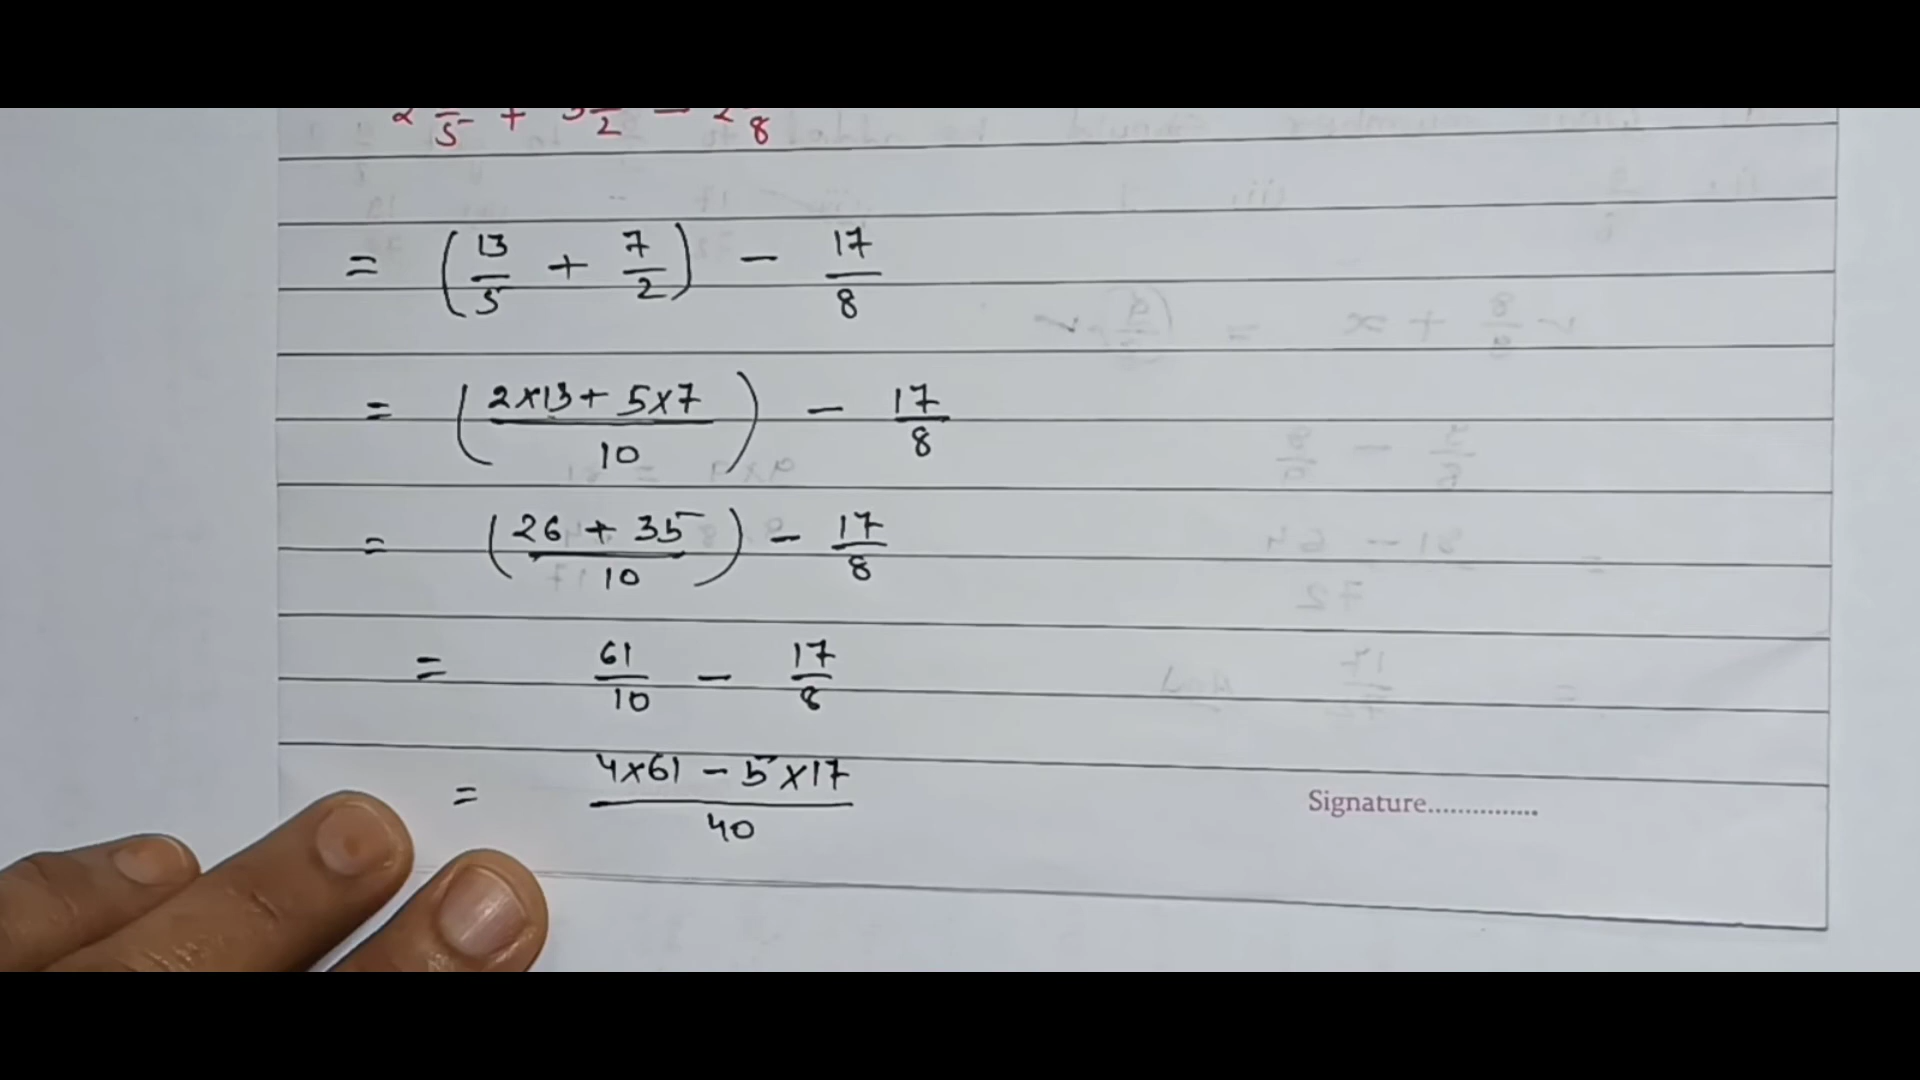 = (13/5 + 7/2) - 17/8
= (2×13 + 5×7 / 10) - 17/8
= (26 + 35 / 10) - 17/8
= 61/10 - 17/8
= 4×61 - 5×17 / 40
Signature...............